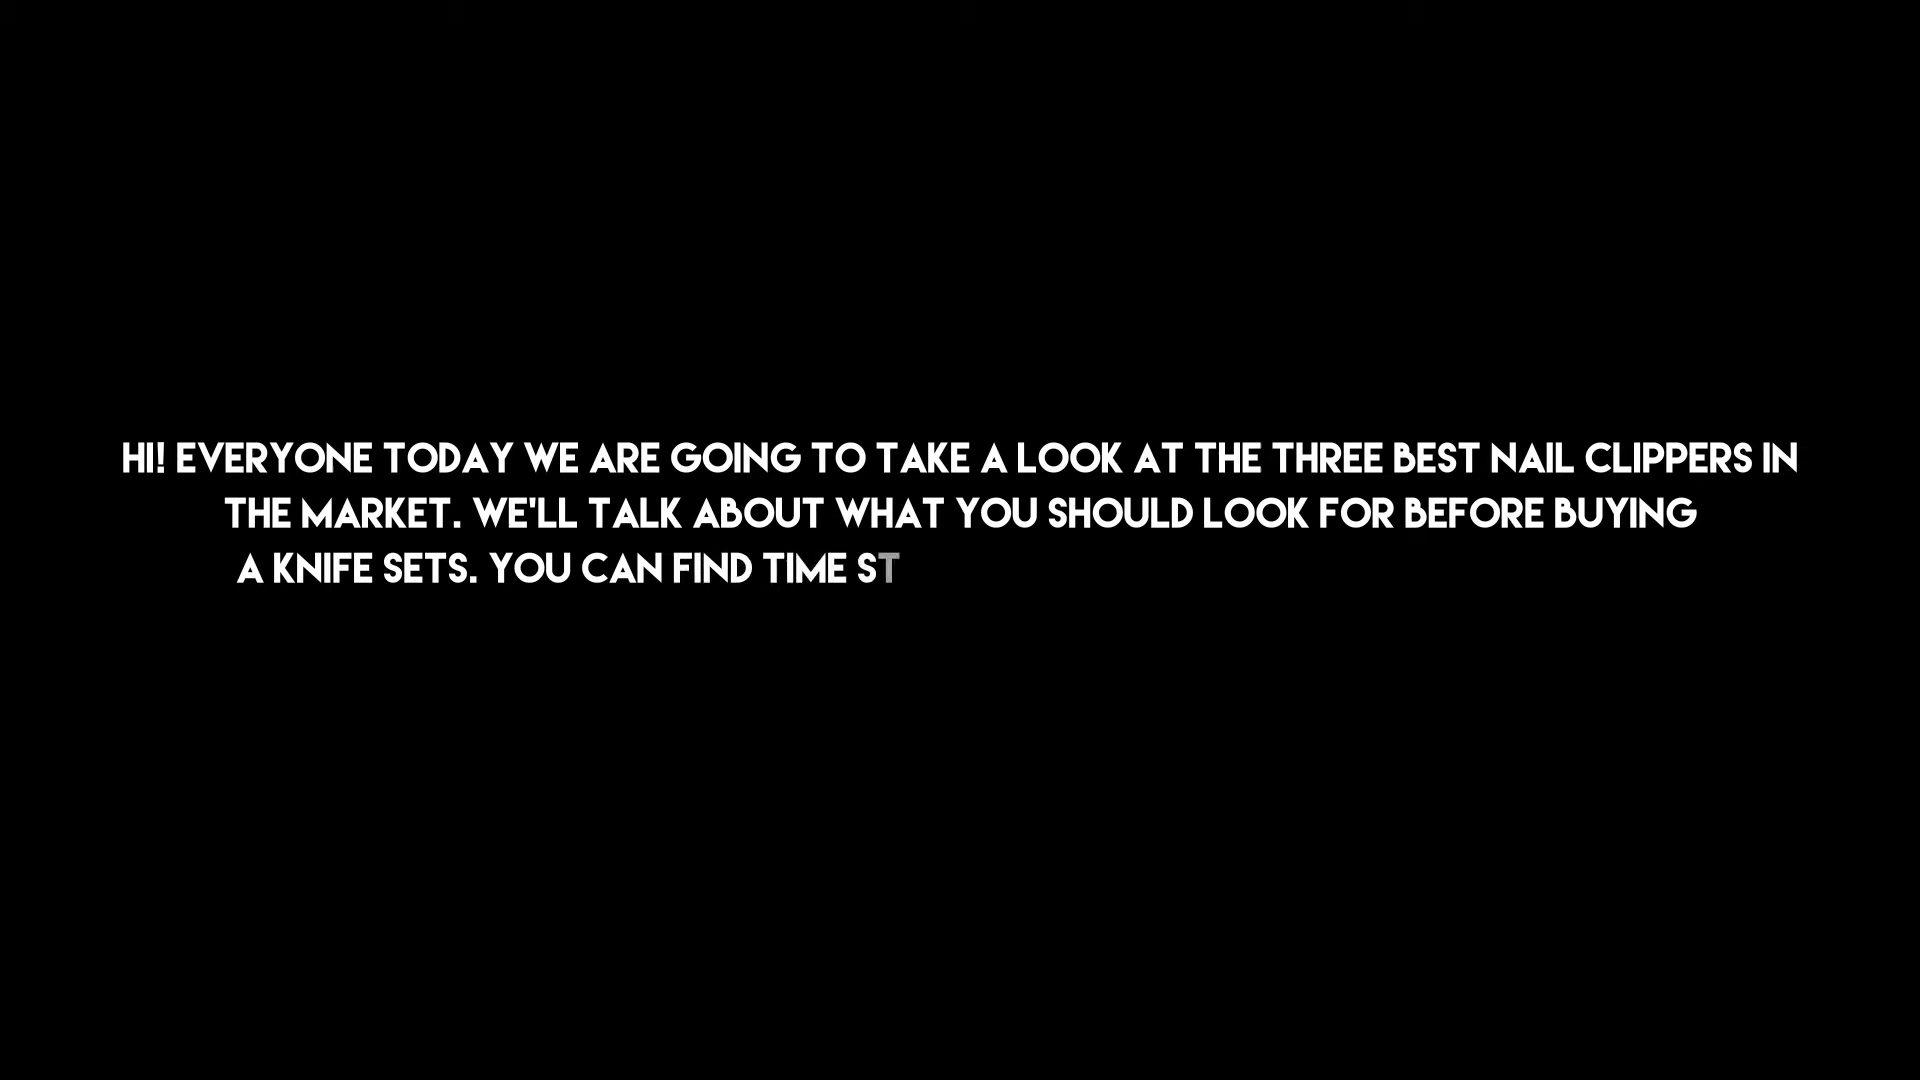 HI! EVERYONE TODAY WE ARE GOING TO TAKE A LOOK AT THE THREE BEST NAIL CLIPPERS IN
THE MARKET. WE'LL TALK ABOUT WHAT YOU SHOULD LOOK FOR BEFORE BUYING
A KNIFE SETS. YOU CAN FIND TIME ST